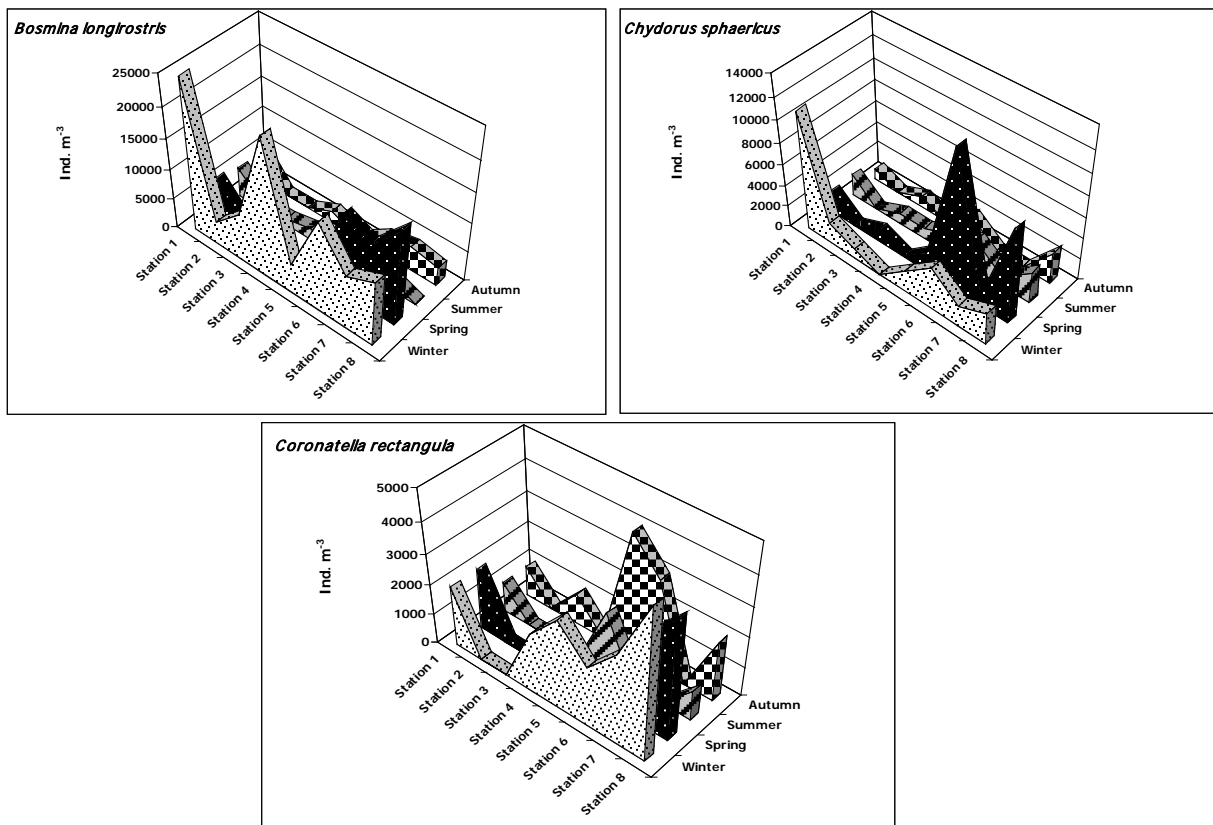 Bosmina longirostris
Ind. m-3
25000
20000
15000
10000
5000
0
Station 1
Station 2
Station 3
Station 4
Station 5
Station 6
Station 7
Station 8
Winter
Spring
Summer
Autumn
Chydorus sphaericus
Ind. m-3
14000
12000
10000
8000
6000
4000
2000
0
Station 1
Station 2
Station 3
Station 4
Station 5
Station 6
Station 7
Station 8
Winter
Spring
Summer
Autumn
Coronatella rectangula
Ind. m-3
5000
4000
3000
2000
1000
0
Station 1
Station 2
Station 3
Station 4
Station 5
Station 6
Station 7
Station 8
Winter
Spring
Summer
Autumn